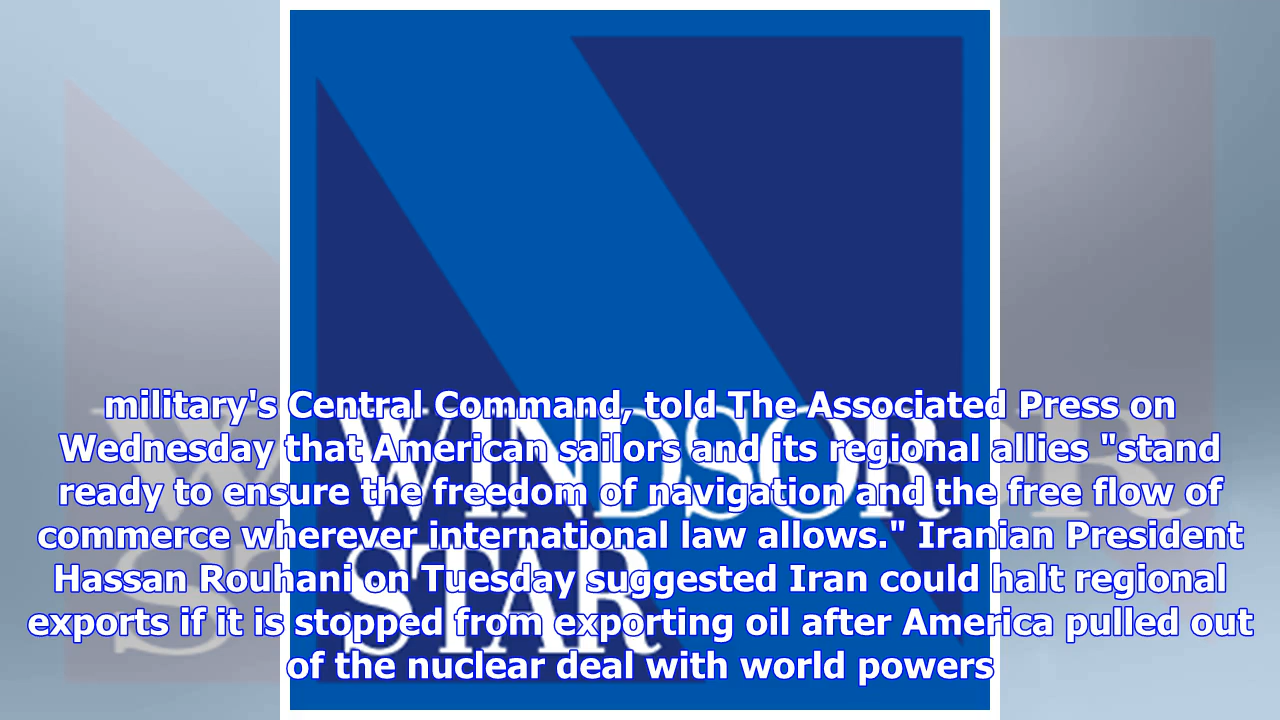 military's Central Command, told The Associated Press on
Wednesday that American sailors and its regional allies "stand
ready to ensure the freedom of navigation and the free flow of
commerce wherever international law allows." Iranian President
Hassan Rouhani on Tuesday suggested Iran could halt regional
exports if it is stopped from exporting oil after America pulled out
of the nuclear deal with world powers
WINDSOR
STAR